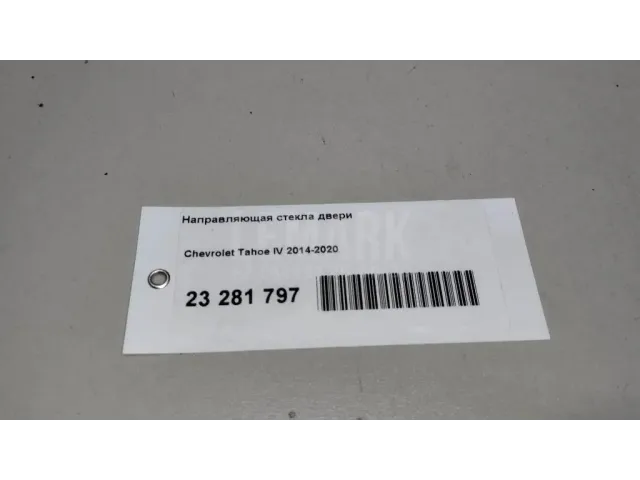 Направляющая стекла двери
Chevrolet Tahoe IV 2014-2020
23 281 797